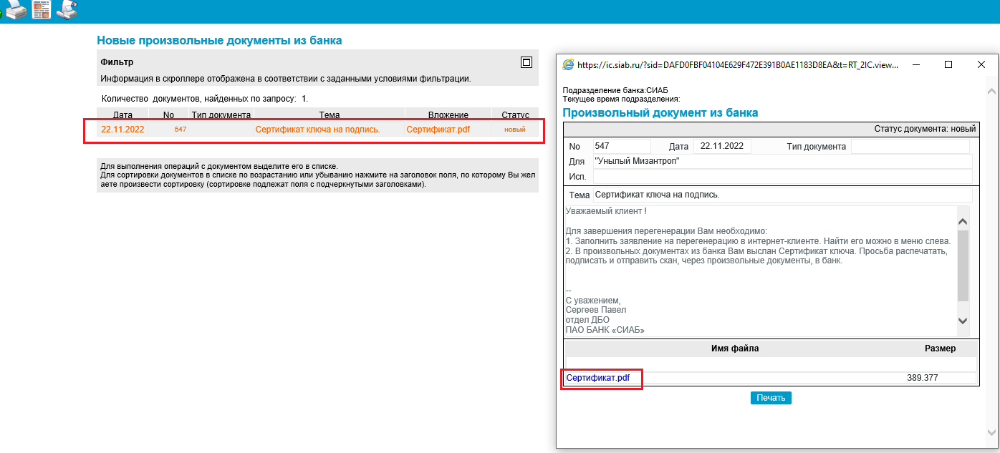 Новые произвольные документы из банка
Фильтр
Информация в скроллере отображена в соответствии с заданными условиями фильтрации.
Количество документов, найденных по запросу: 1.
Дата No Тип документа Тема Вложение Статус
22.11.2022 547 Сертификат ключа на подпись. Сертификат.pdf новый
Для выполнения операций с документом выделите его в списке.
Для сортировки документов в списке по возрастанию или убыванию нажмите на заголовок поля, по которому Вы жел
аете произвести сортировку (сортировке подлежат поля с подчеркнутыми заголовками).
https://ic.siab.ru/?sid=DAFD0FBF04104E629F472E391B0AE1183D8EA&t=RT_2IC.view...
Подразделение банка:СИАБ
Текущее время подразделения:
Произвольный документ из банка
Статус документа: новый
No 547 Дата 22.11.2022 Тип документа
Для "Унылый Мизантроп"
Исп.
Тема Сертификат ключа на подпись.
Уважаемый клиент !
Для завершения перегенерации Вам необходимо:
1. Заполнить заявление на перегенерацию в интернет-клиенте. Найти его можно в меню слева.
2. В произвольных документах из банка Вам выслан Сертификат ключа. Просьба распечатать,
подписать и отправить скан, через произвольные документы, в банк.
--
С уважением,
Сергеев Павел
отдел ДБО
ПАО БАНК «СИАБ»
Имя файла Размер
Сертификат.pdf 389.377
Печать